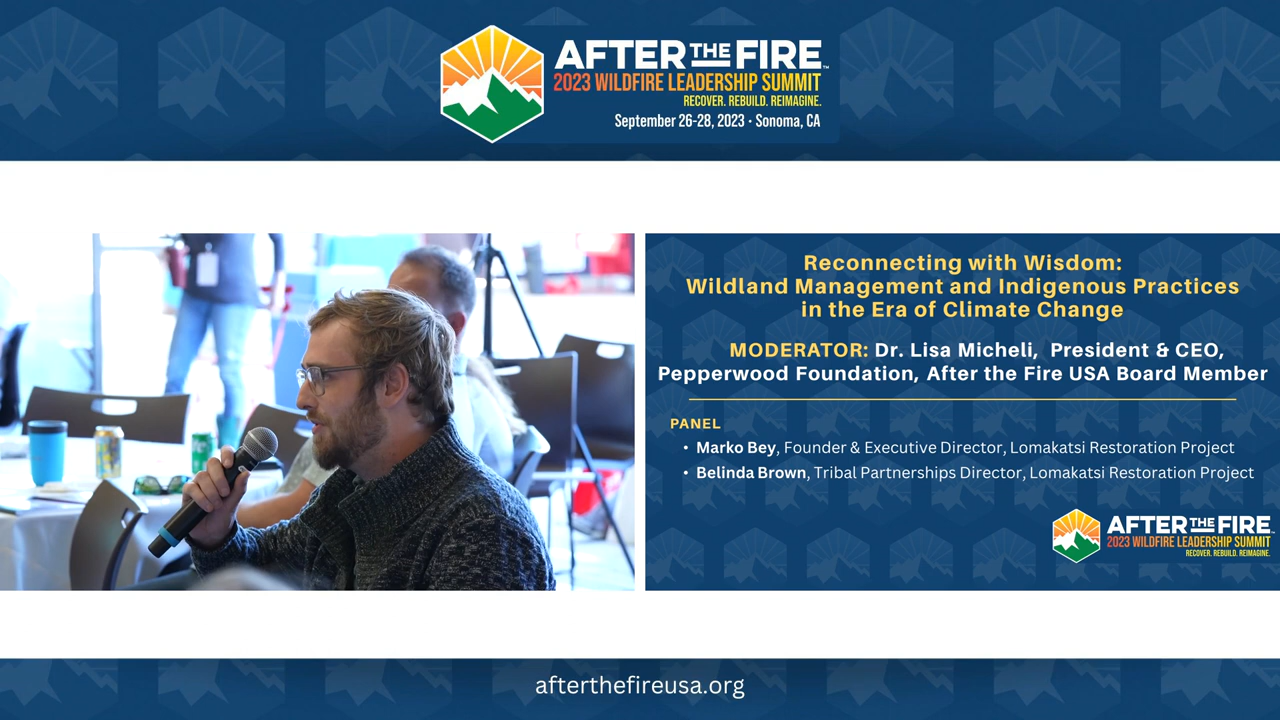 AFTER THE FIRE™
2023 WILDFIRE LEADERSHIP SUMMIT
RECOVER. REBUILD. REIMAGINE.
September 26-28, 2023 • Sonoma, CA
Reconnecting with Wisdom:
Wildland Management and Indigenous Practices
in the Era of Climate Change
MODERATOR: Dr. Lisa Micheli, President & CEO,
Pepperwood Foundation, After the Fire USA Board Member
PANEL
• Marko Bey, Founder & Executive Director, Lomakatsi Restoration Project
• Belinda Brown, Tribal Partnerships Director, Lomakatsi Restoration Project
AFTER THE FIRE™
2023 WILDFIRE LEADERSHIP SUMMIT
RECOVER. REBUILD. REIMAGINE.
afterthefireusa.org